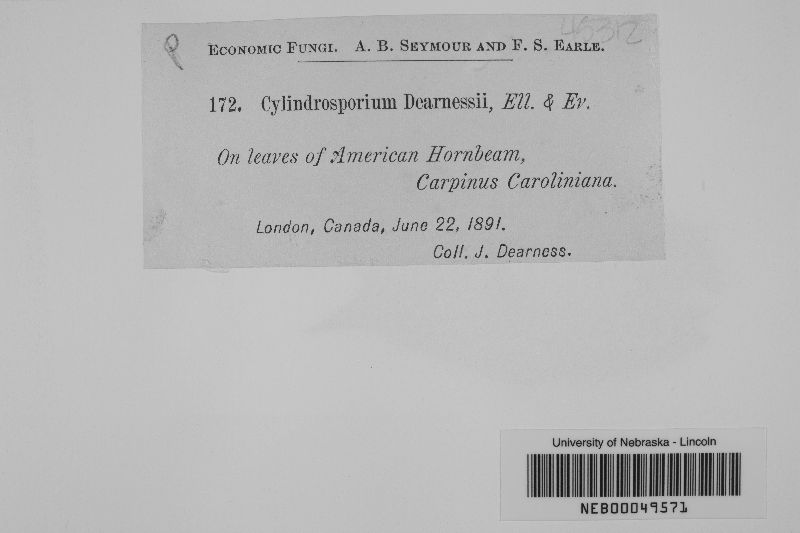 45312
Economic Fungi. A. B. Seymour and F. S. Earle.
172. Cylindrosporium Dearnessii, Ell. & Ev.
On leaves of American Hornbeam,
Carpinus Caroliniana.
London, Canada, June 22, 1891.
Coll. J. Dearness.
University of Nebraska - Lincoln
NEB00049571